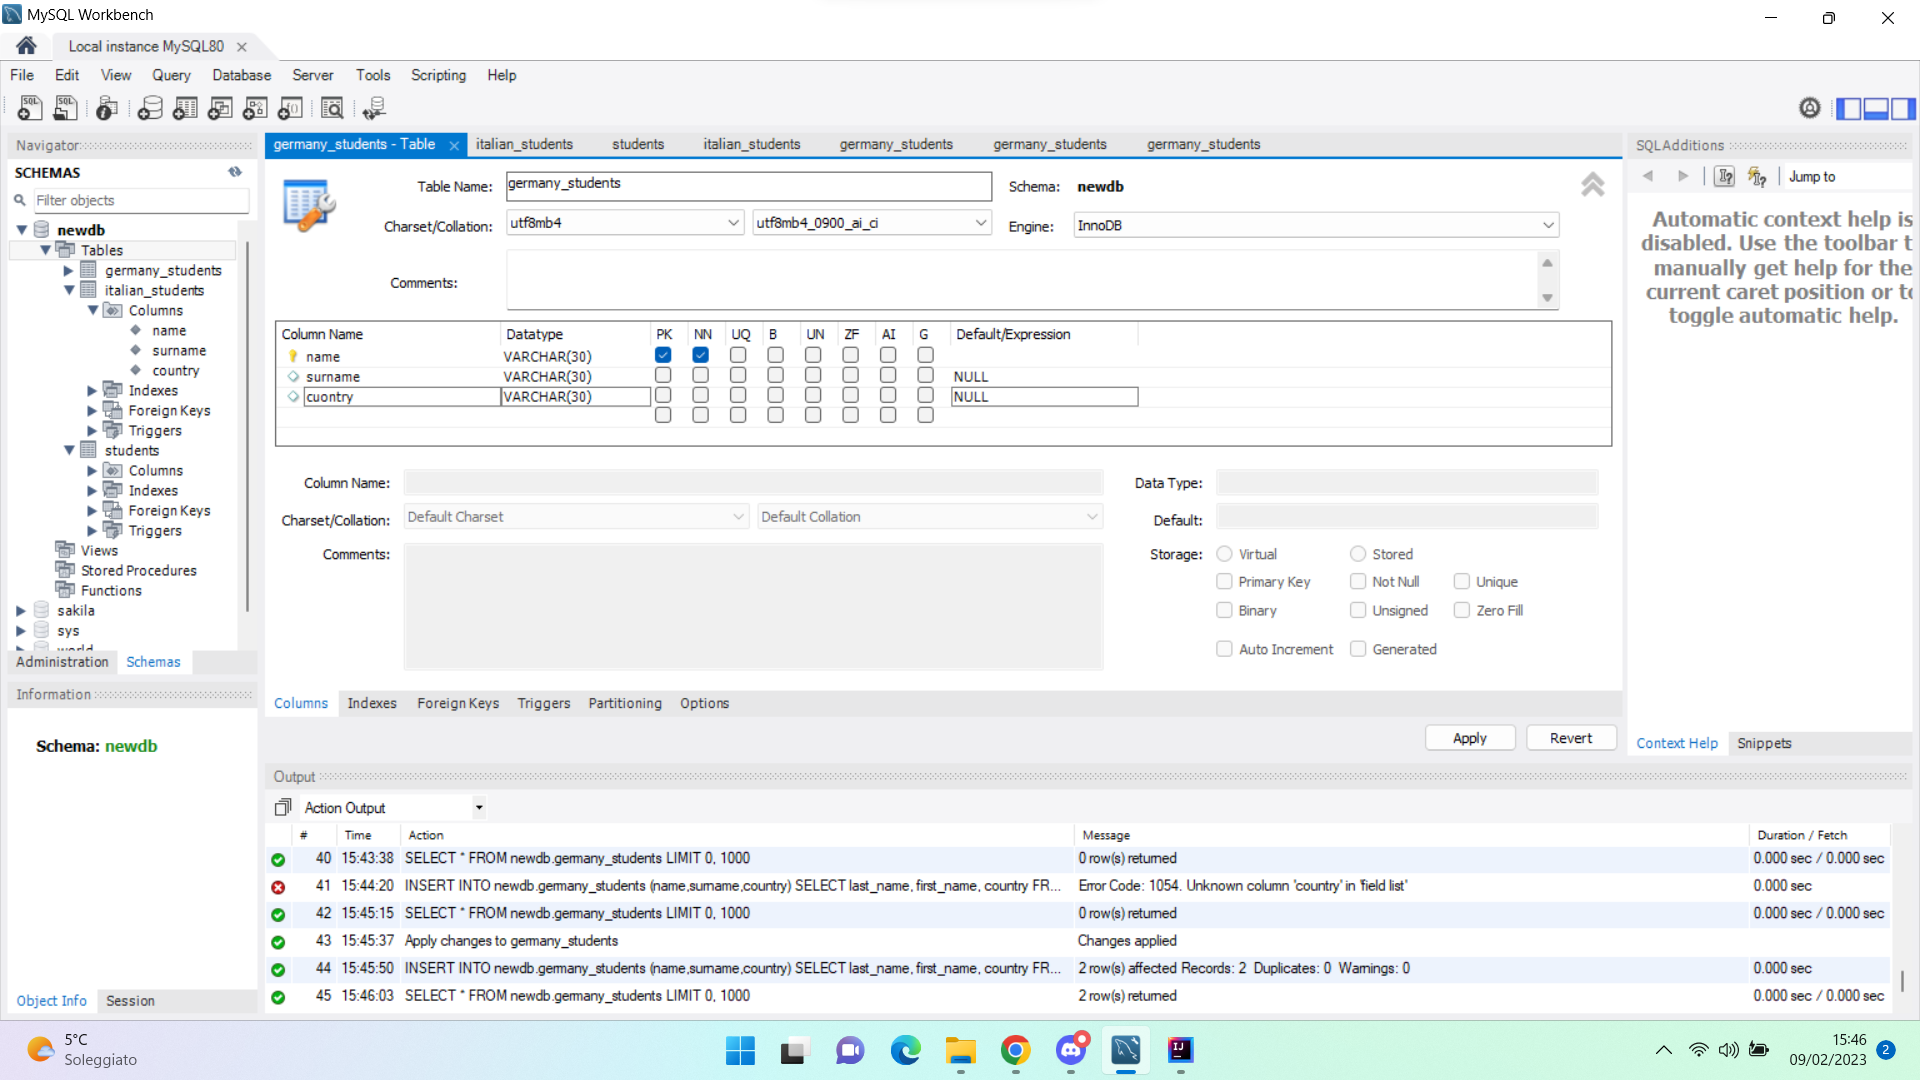 MySQL Workbench
Local instance MySQL80
File Edit View Query Database Server Tools Scripting Help
Navigator
SCHEMAS
Filter objects
newdb
Tables
germany_students
italian_students
Columns
name
surname
country
Indexes
Foreign Keys
Triggers
students
Columns
Indexes
Foreign Keys
Triggers
Views
Stored Procedures
Functions
sakila
sys
world
Administration Schemas
Information
Schema: newdb
Object Info Session
germany_students - Table italian_students students italian_students germany_students germany_students germany_students
Table Name: germany_students Schema: newdb
Charset/Collation: utf8mb4 utf8mb4_0900_ai_ci Engine: InnoDB
Comments:
Column Name Datatype PK NN UQ B UN ZF AI G Default/Expression
name VARCHAR(30)
surname VARCHAR(30) NULL
cuontry VARCHAR(30) NULL
Column Name: Data Type:
Charset/Collation: Default Charset Default Collation Default:
Comments: Storage: Virtual Stored
Primary Key Not Null Unique
Binary Unsigned Zero Fill
Auto Increment Generated
Columns Indexes Foreign Keys Triggers Partitioning Options
Apply Revert
SQLAdditions
Jump to
Automatic context help is
disabled. Use the toolbar t
manually get help for the
current caret position or to
toggle automatic help.
Context Help Snippets
Output
Action Output
# Time Action Message Duration / Fetch
40 15:43:38 SELECT * FROM newdb.germany_students LIMIT 0, 1000 0 row(s) returned 0.000 sec / 0.000 sec
41 15:44:20 INSERT INTO newdb.germany_students (name,surname,country) SELECT last_name, first_name, country FR... Error Code: 1054. Unknown column 'country' in 'field list' 0.000 sec
42 15:45:15 SELECT * FROM newdb.germany_students LIMIT 0, 1000 0 row(s) returned 0.000 sec / 0.000 sec
43 15:45:37 Apply changes to germany_students Changes applied
44 15:45:50 INSERT INTO newdb.germany_students (name,surname,country) SELECT last_name, first_name, country FR... 2 row(s) affected Records: 2 Duplicates: 0 Warnings: 0 0.000 sec
45 15:46:03 SELECT * FROM newdb.germany_students LIMIT 0, 1000 2 row(s) returned 0.000 sec / 0.000 sec
5°C
Soleggiato
15:46
09/02/2023
2